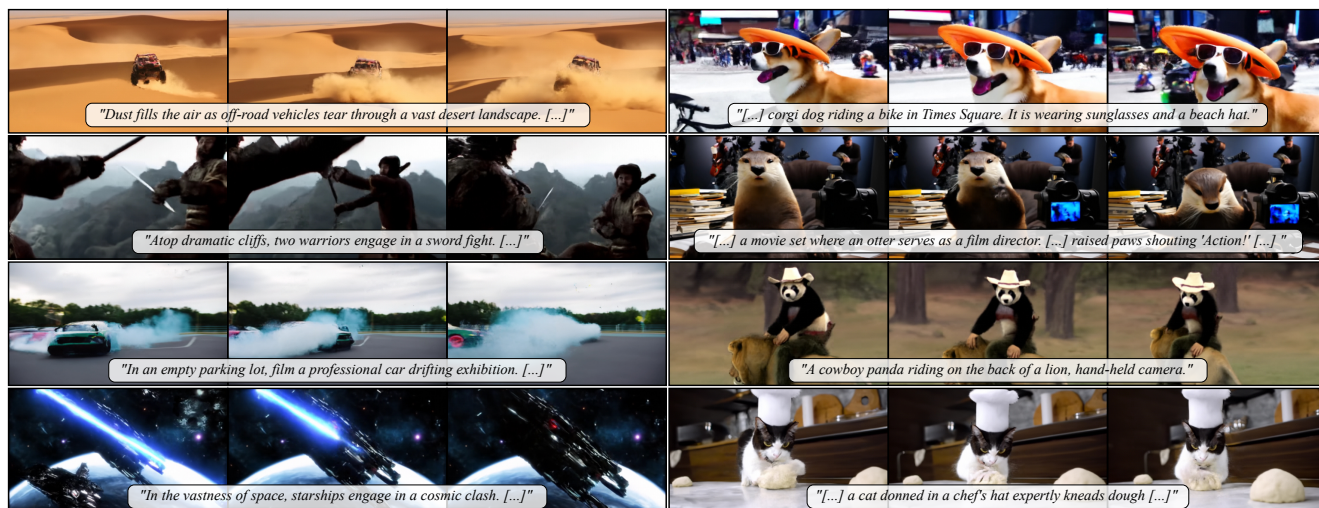 "Dust fills the air as off-road vehicles tear through a vast desert landscape. [...]"
"[...] corgi dog riding a bike in Times Square. It is wearing sunglasses and a beach hat."
"Atop dramatic cliffs, two warriors engage in a sword fight. [...]"
"[...] a movie set where an otter serves as a film director. [...] raised paws shouting 'Action!' [...] "
"In an empty parking lot, film a professional car drifting exhibition. [...]"
"A cowboy panda riding on the back of a lion, hand-held camera."
"In the vastness of space, starships engage in a cosmic clash. [...]"
"[...] a cat donned in a chef's hat expertly kneads dough [...]"